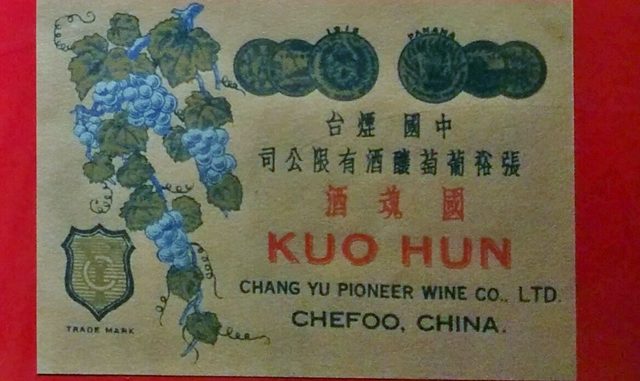 1915 PANAMA
中國煙台
張裕葡萄釀酒有限公司
國魂酒
KUO HUN
CHANG YU PIONEER WINE CO., LTD.
CHEFOO, CHINA.
TRADE MARK